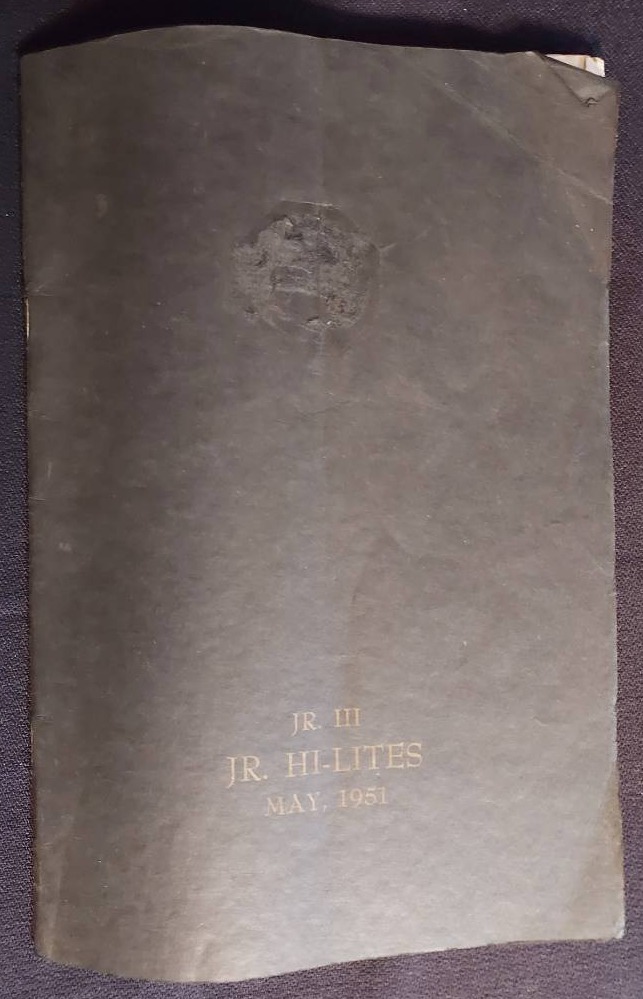 JR. III
JR. HI-LITES
MAY, 1951